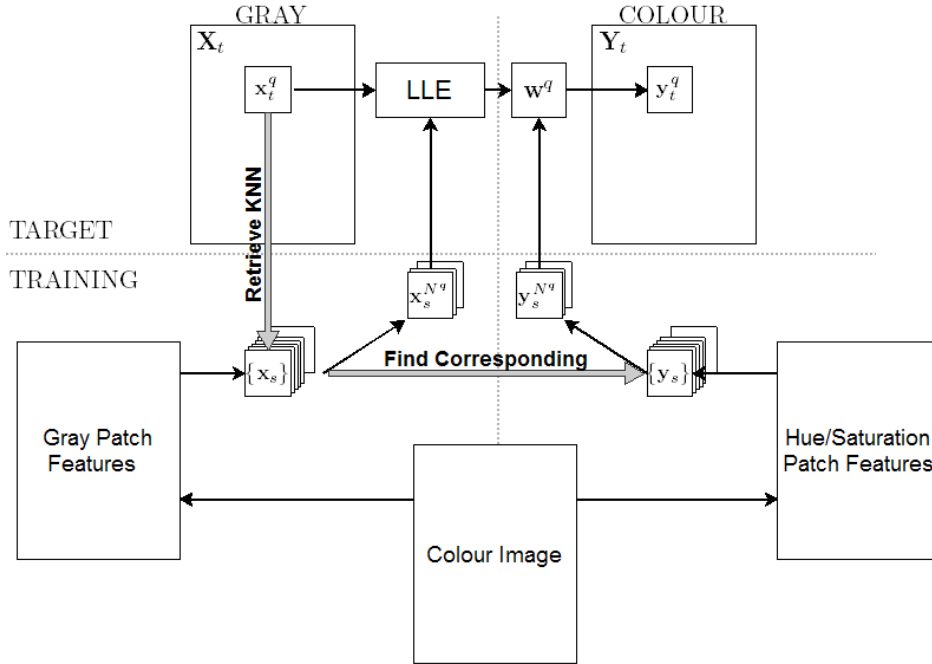 GRAY
COLOUR
X_t
Y_t
x_t^q
LLE
w^q
y_t^q
Retrieve KNN
TARGET
TRAINING
x_s^{N^q}
y_s^{N^q}
Find Corresponding
{x_s}
{y_s}
Gray Patch
Features
Hue/Saturation
Patch Features
Colour Image